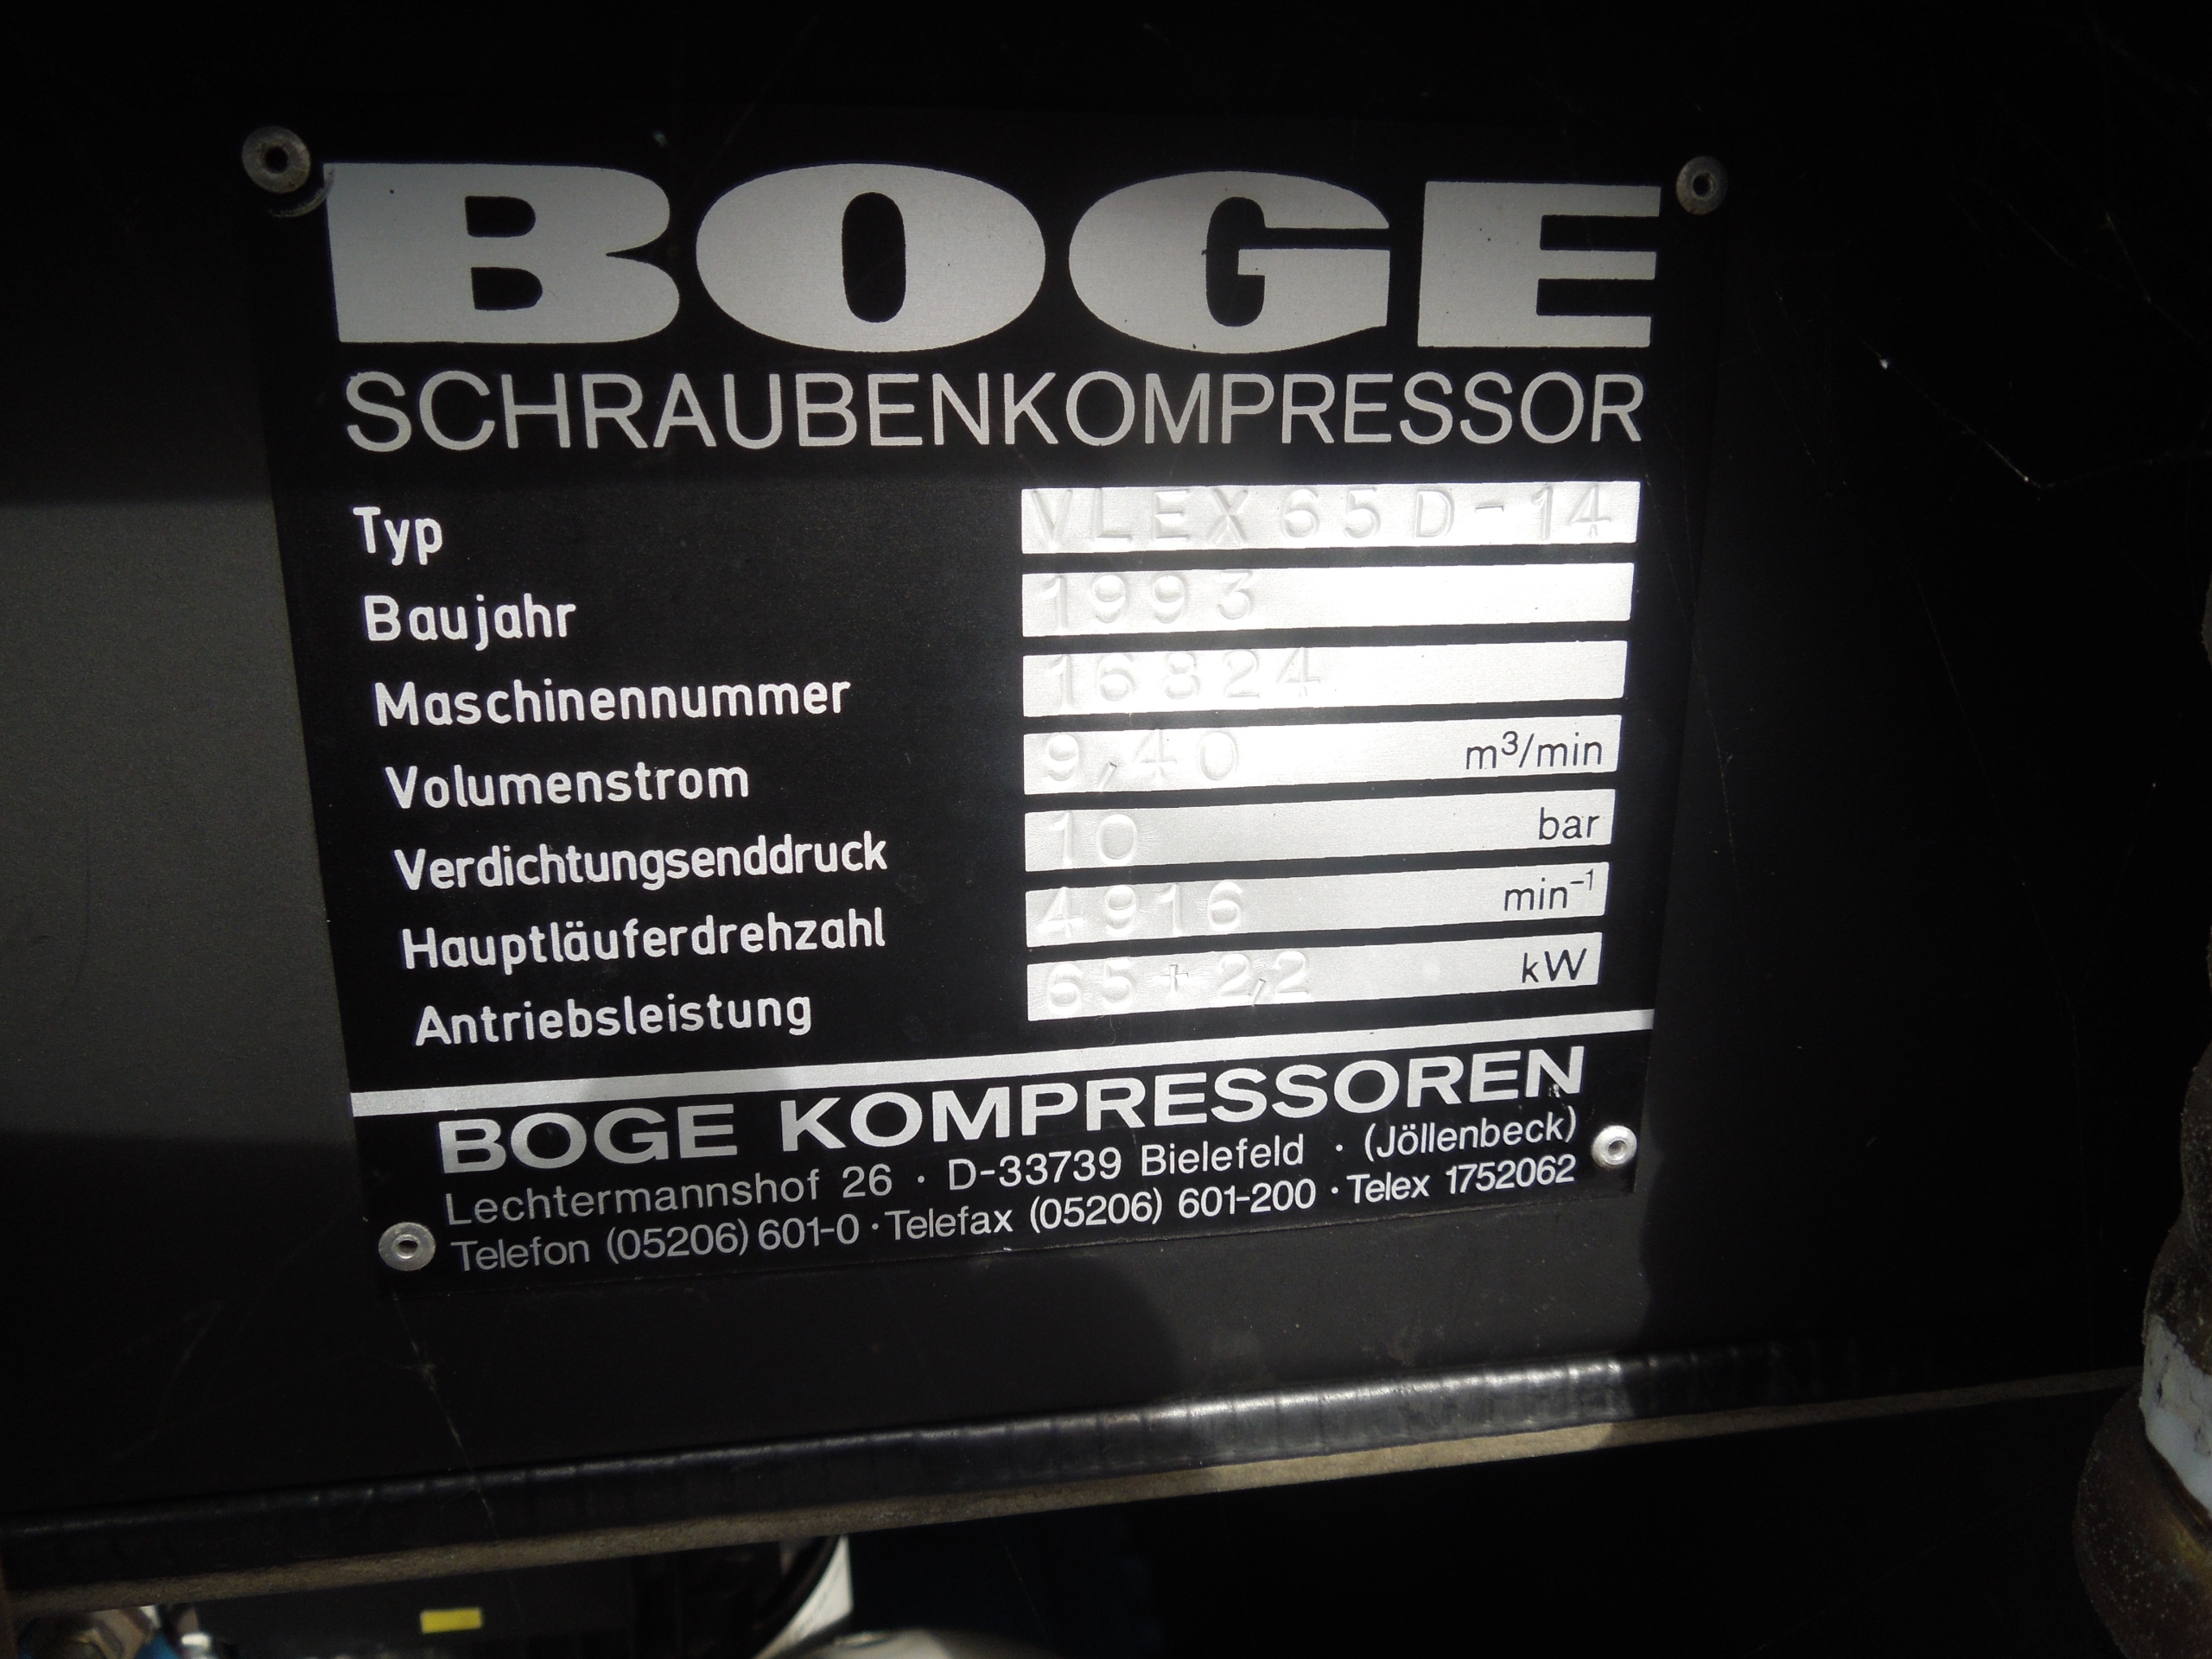 BOGE
SCHRAUBENKOMPRESSOR
Typ VLEX65D-14
Baujahr 1993
Maschinennummer 16824
Volumenstrom 9,40 m³/min
Verdichtungsenddruck 10 bar
Hauptläuferdrehzahl 4916 min⁻¹
Antriebsleistung 65+2,2 kW
BOGE KOMPRESSOREN
Lechtermannshof 26 · D-33739 Bielefeld · (Jöllenbeck)
Telefon (05206) 601-0 · Telefax (05206) 601-200 · Telex 1752062